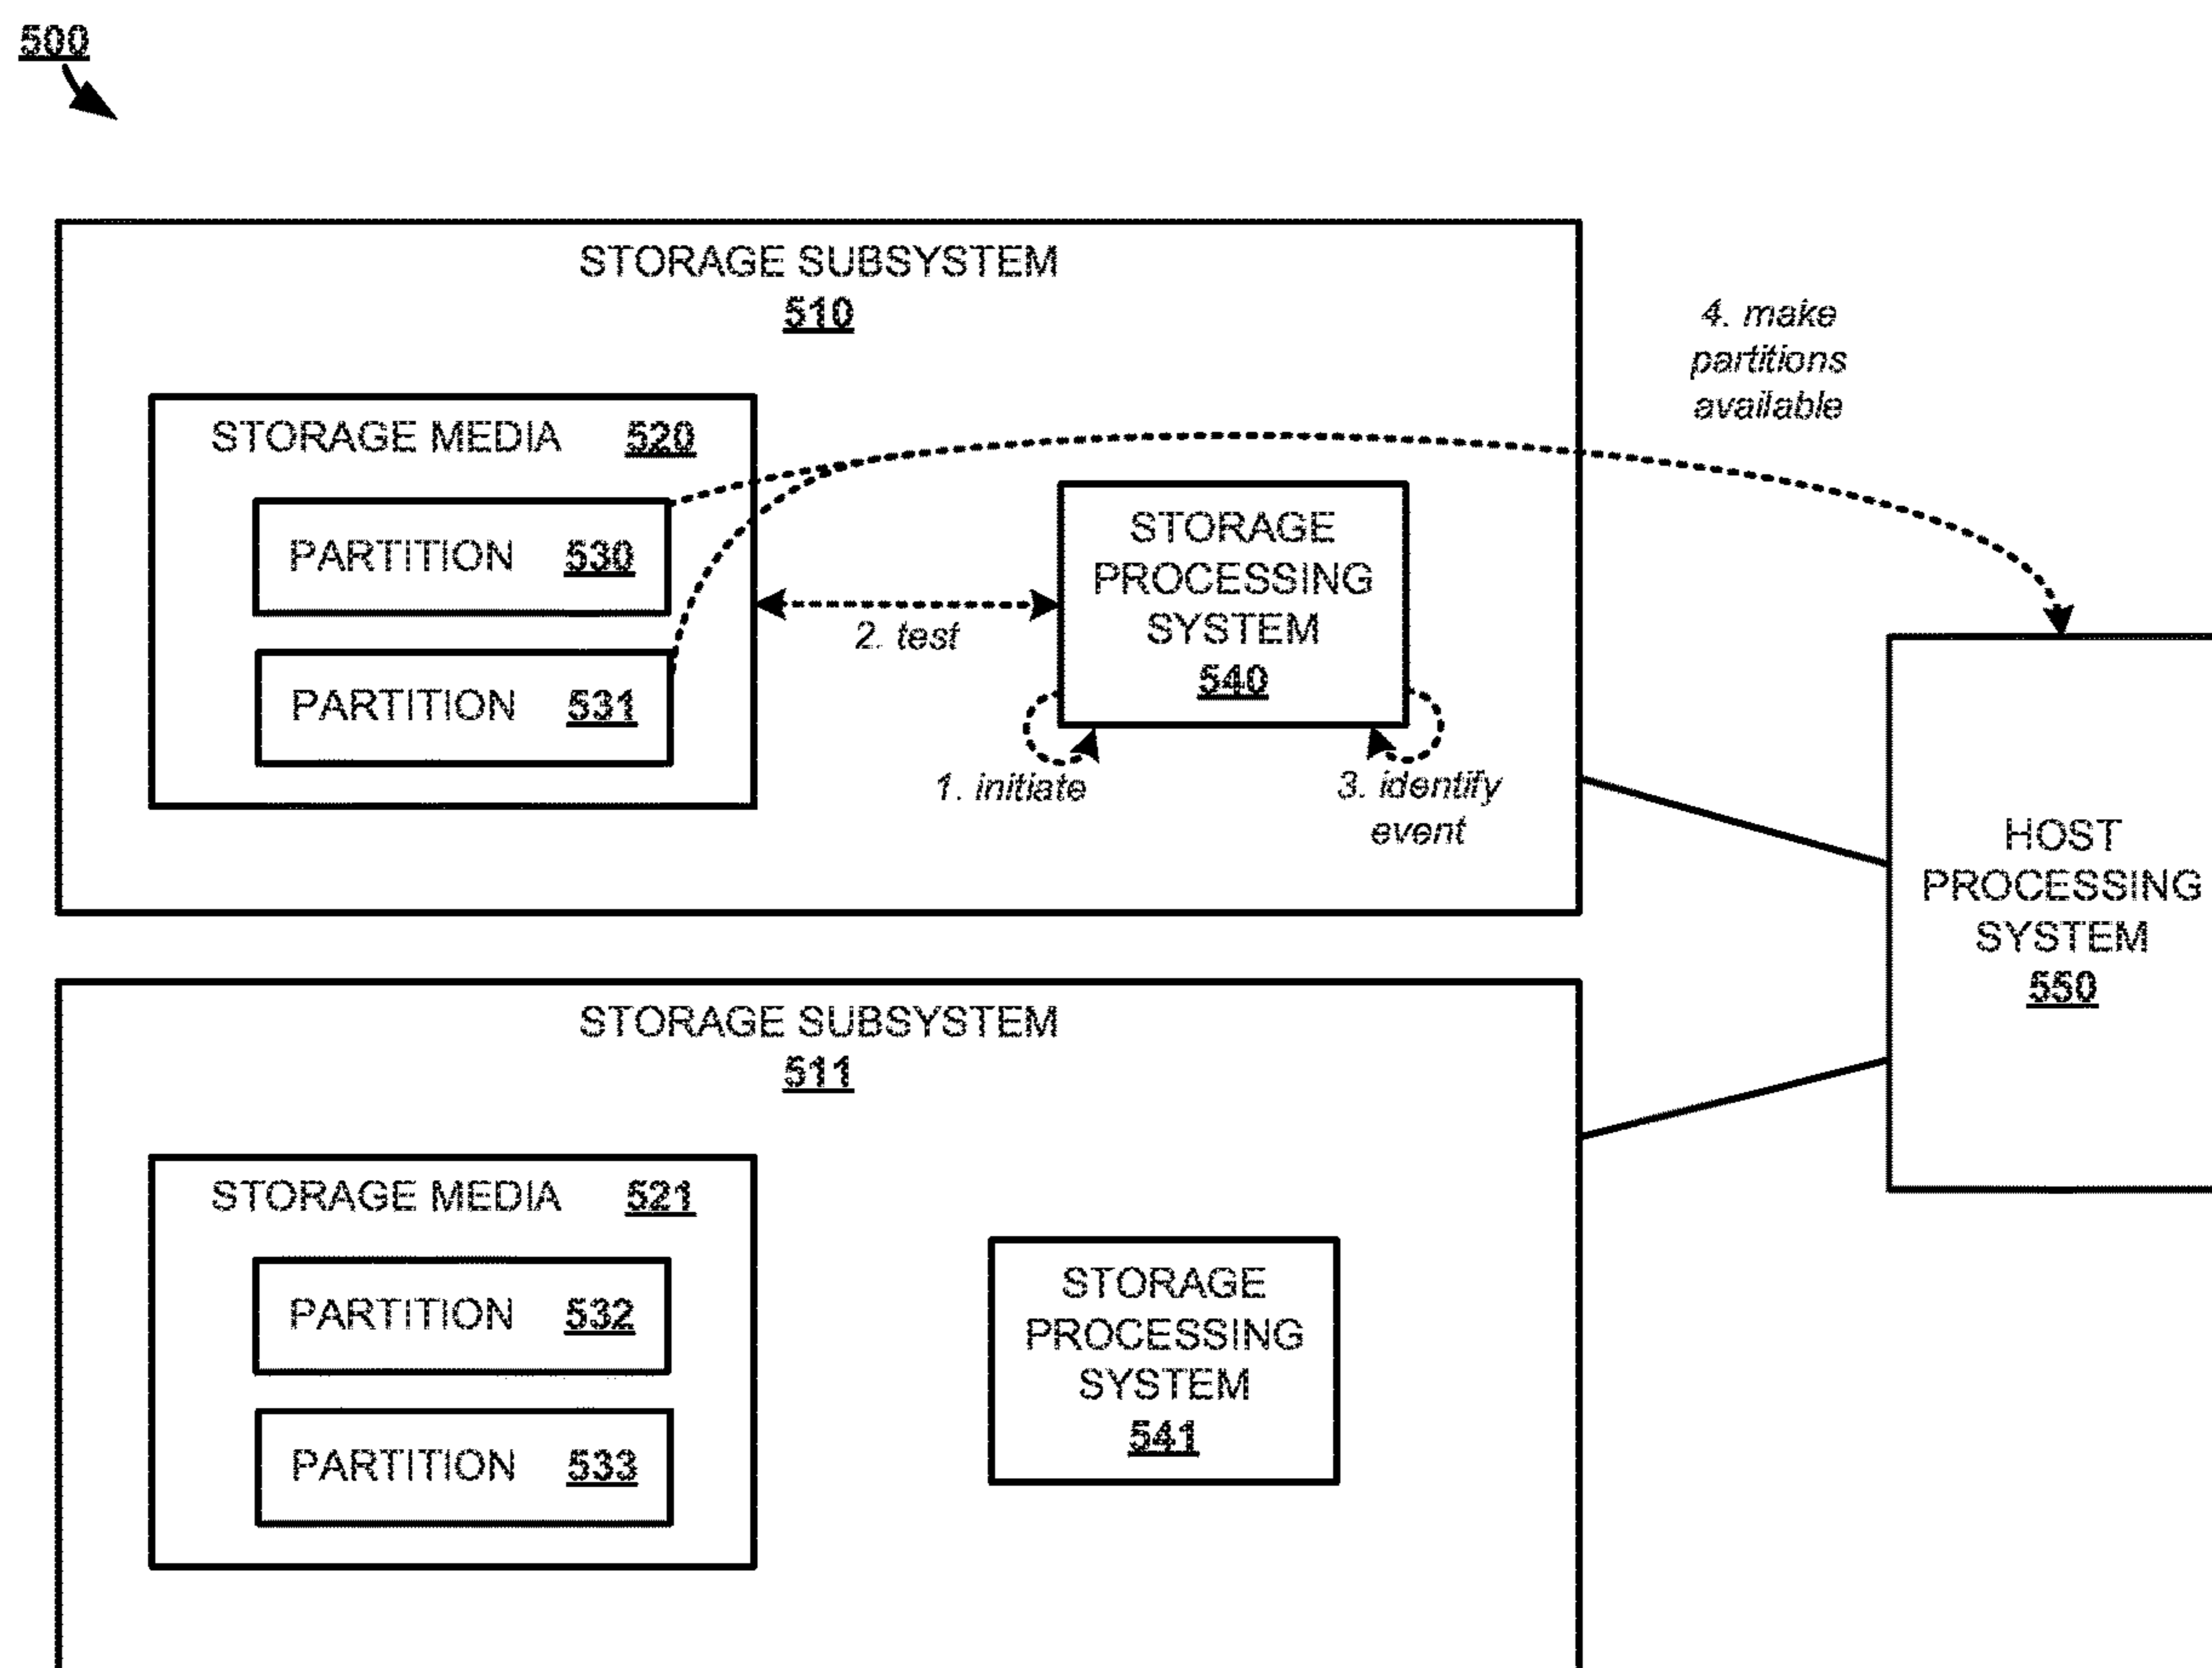 500
STORAGE SUBSYSTEM
510
4. make
partitions
available
STORAGE MEDIA 520
PARTITION 530
PARTITION 531
2. test
STORAGE
PROCESSING
SYSTEM
540
1. initiate
3. identify
event
HOST
PROCESSING
SYSTEM
550
STORAGE SUBSYSTEM
511
STORAGE MEDIA 521
PARTITION 532
PARTITION 533
STORAGE
PROCESSING
SYSTEM
541